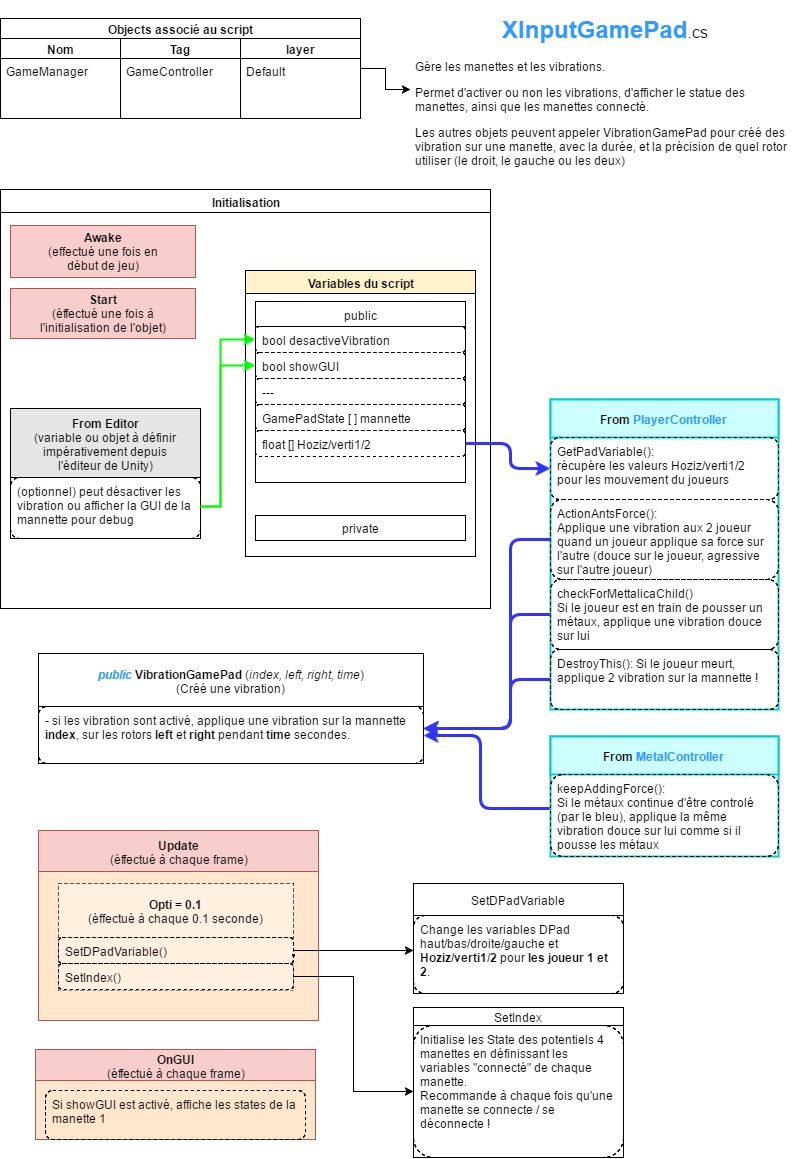 Objects associé au script
Nom Tag layer
GameManager GameController Default
XInputGamePad.cs
Gère les manettes et les vibrations.
Permet d'activer ou non les vibrations, d'afficher le statue des
manettes, ainsi que les manettes connecté.
Les autres objets peuvent appeler VibrationGamePad pour créé des
vibration sur une manette, avec la durée, et la précision de quel rotor
utiliser (le droit, le gauche ou les deux)
Initialisation
Awake
(effectué une fois en
début de jeu)
Start
(éffectué une fois à
l'initialisation de l'objet)
From Editor
(variable ou objet à définir
impérativement depuis
l'éditeur de Unity)
(optionnel) peut désactiver les
vibration ou afficher la GUI de la
mannette pour debug
Variables du script
public
bool desactiveVibration
bool showGUI
---
GamePadState [ ] mannette
float [] Hoziz/verti1/2
private
From PlayerController
GetPadVariable():
récupère les valeurs Hoziz/verti1/2
pour les mouvement du joueurs
ActionAntsForce():
Applique une vibration aux 2 joueur
quand un joueur applique sa force sur
l'autre (douce sur le joueur, agressive
sur l'autre joueur)
checkForMettalicaChild()
Si le joueur est en train de pousser un
métaux, applique une vibration douce
sur lui
DestroyThis(): Si le joueur meurt,
applique 2 vibration sur la mannette !
public VibrationGamePad (index, left, right, time)
(Créé une vibration)
- si les vibration sont activé, applique une vibration sur la mannette
index, sur les rotors left et right pendant time secondes.
From MetalController
keepAddingForce():
Si le métaux continue d'être controlé
(par le bleu), applique la même
vibration douce sur lui comme si il
pousse les métaux
Update
(éffectué à chaque frame)
Opti = 0.1
(éffectué à chaque 0.1 seconde)
SetDPadVariable()
SetIndex()
SetDPadVariable
Change les variables DPad
haut/bas/droite/gauche et
Hoziz/verti1/2 pour les joueur 1 et
2.
SetIndex
Initialise les State des potentiels 4
manettes en définissant les
variables "connecté" de chaque
manette.
Recommande à chaque fois qu'une
manette se connecte / se
déconnecte !
OnGUI
(éffectué à chaque frame)
Si showGUI est activé, affiche les states de la
manette 1